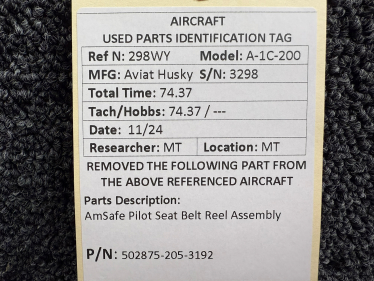 AIRCRAFT
USED PARTS IDENTIFICATION TAG
Ref N: 298WY Model: A-1C-200
MFG: Aviat Husky S/N: 3298
Total Time: 74.37
Tach/Hobbs: 74.37 / ---
Date: 11/24
Researcher: MT Location: MT
REMOVED THE FOLLOWING PART FROM
THE ABOVE REFERENCED AIRCRAFT
Parts Description:
AmSafe Pilot Seat Belt Reel Assembly
P/N: 502875-205-3192